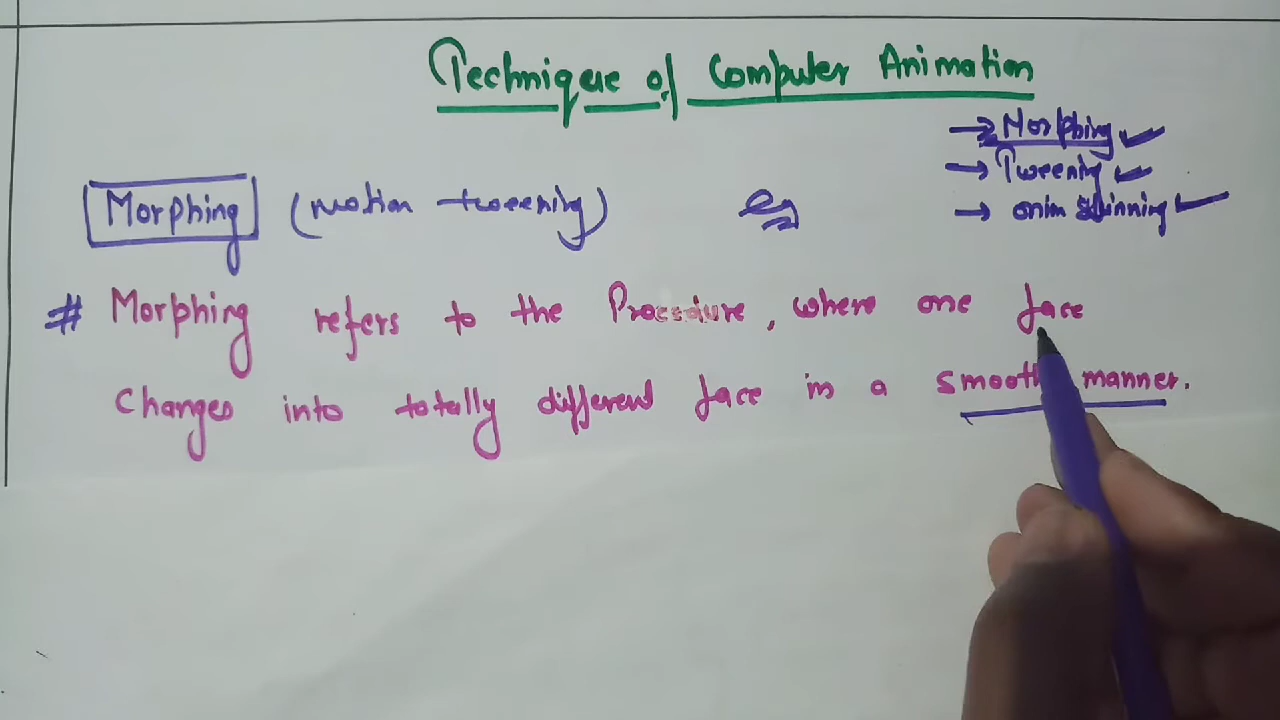 Technique of Computer Animation
→ Morphing
→ Tweening
→ onim skinning
Morphing (motion tweening)
# Morphing refers to the Procedure, where one face
Changes into totally different face in a smooth manner.